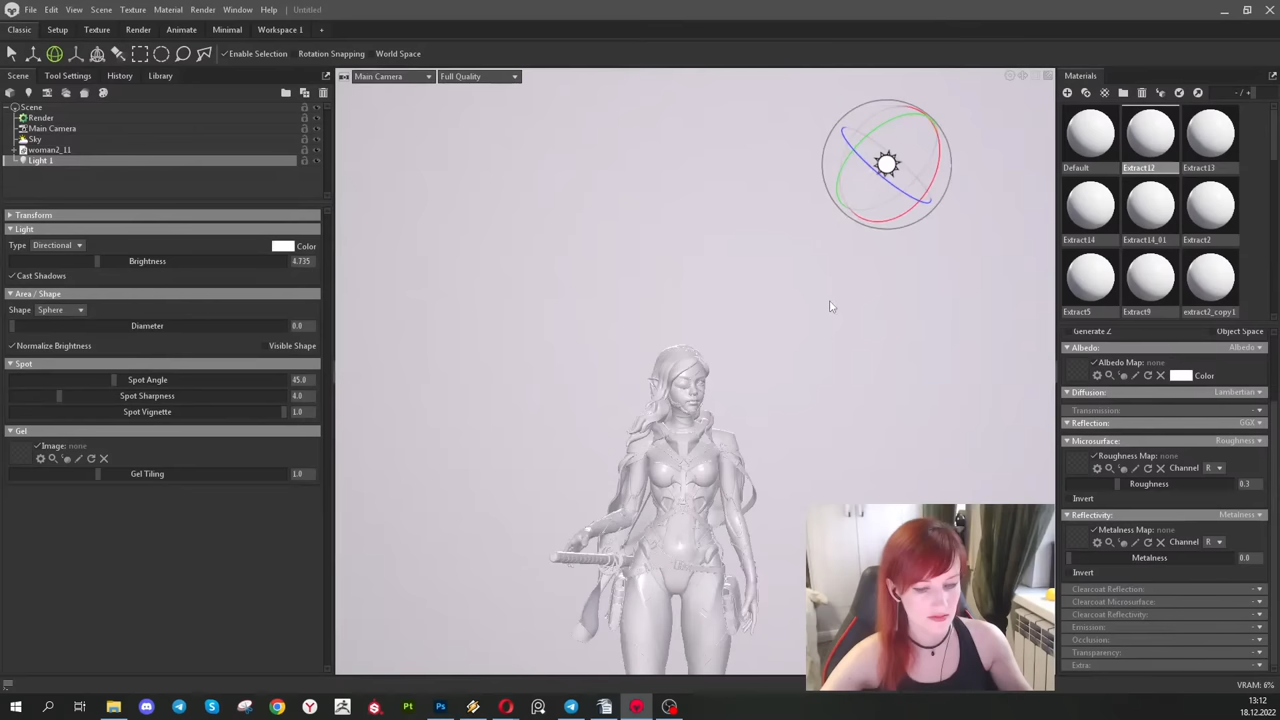 File Edit View Scene Texture Material Render Window Help Untitled
Classic Setup Texture Render Animate Minimal Workspace 1 +
Enable Selection Rotation Snapping World Space
Scene Tool Settings History Library
Main Camera Full Quality
Materials
Scene
Render
Main Camera
Sky
woman2_11
Light 1
Transform
Light
Type Directional Color
Brightness 4.735
Cast Shadows
Area / Shape
Shape Sphere
Diameter 0.0
Normalize Brightness Visible Shape
Spot
Spot Angle 45.0
Spot Sharpness 4.0
Spot Vignette 1.0
Gel
Image: none
Gel Tiling 1.0
-/+
Default Extract12 Extract13
Extract14 Extract14_01 Extract2
Extract5 Extract9 extract2_copy1
Generate Z Object Space
Albedo: Albedo
Albedo Map: none
Color
Diffusion: Lambertian
Transmission: -
Reflection: GGX
Microsurface: Roughness
Roughness Map: none
Channel R
Roughness 0.3
Invert
Reflectivity: Metalness
Metalness Map: none
Channel R
Metalness 0.0
Invert
Clearcoat Reflection: -
Clearcoat Microsurface: -
Clearcoat Reflectivity: -
Emission: -
Occlusion: -
Transparency: -
Extra: -
VRAM: 6%
Pt Ps
13:12
18.12.2022